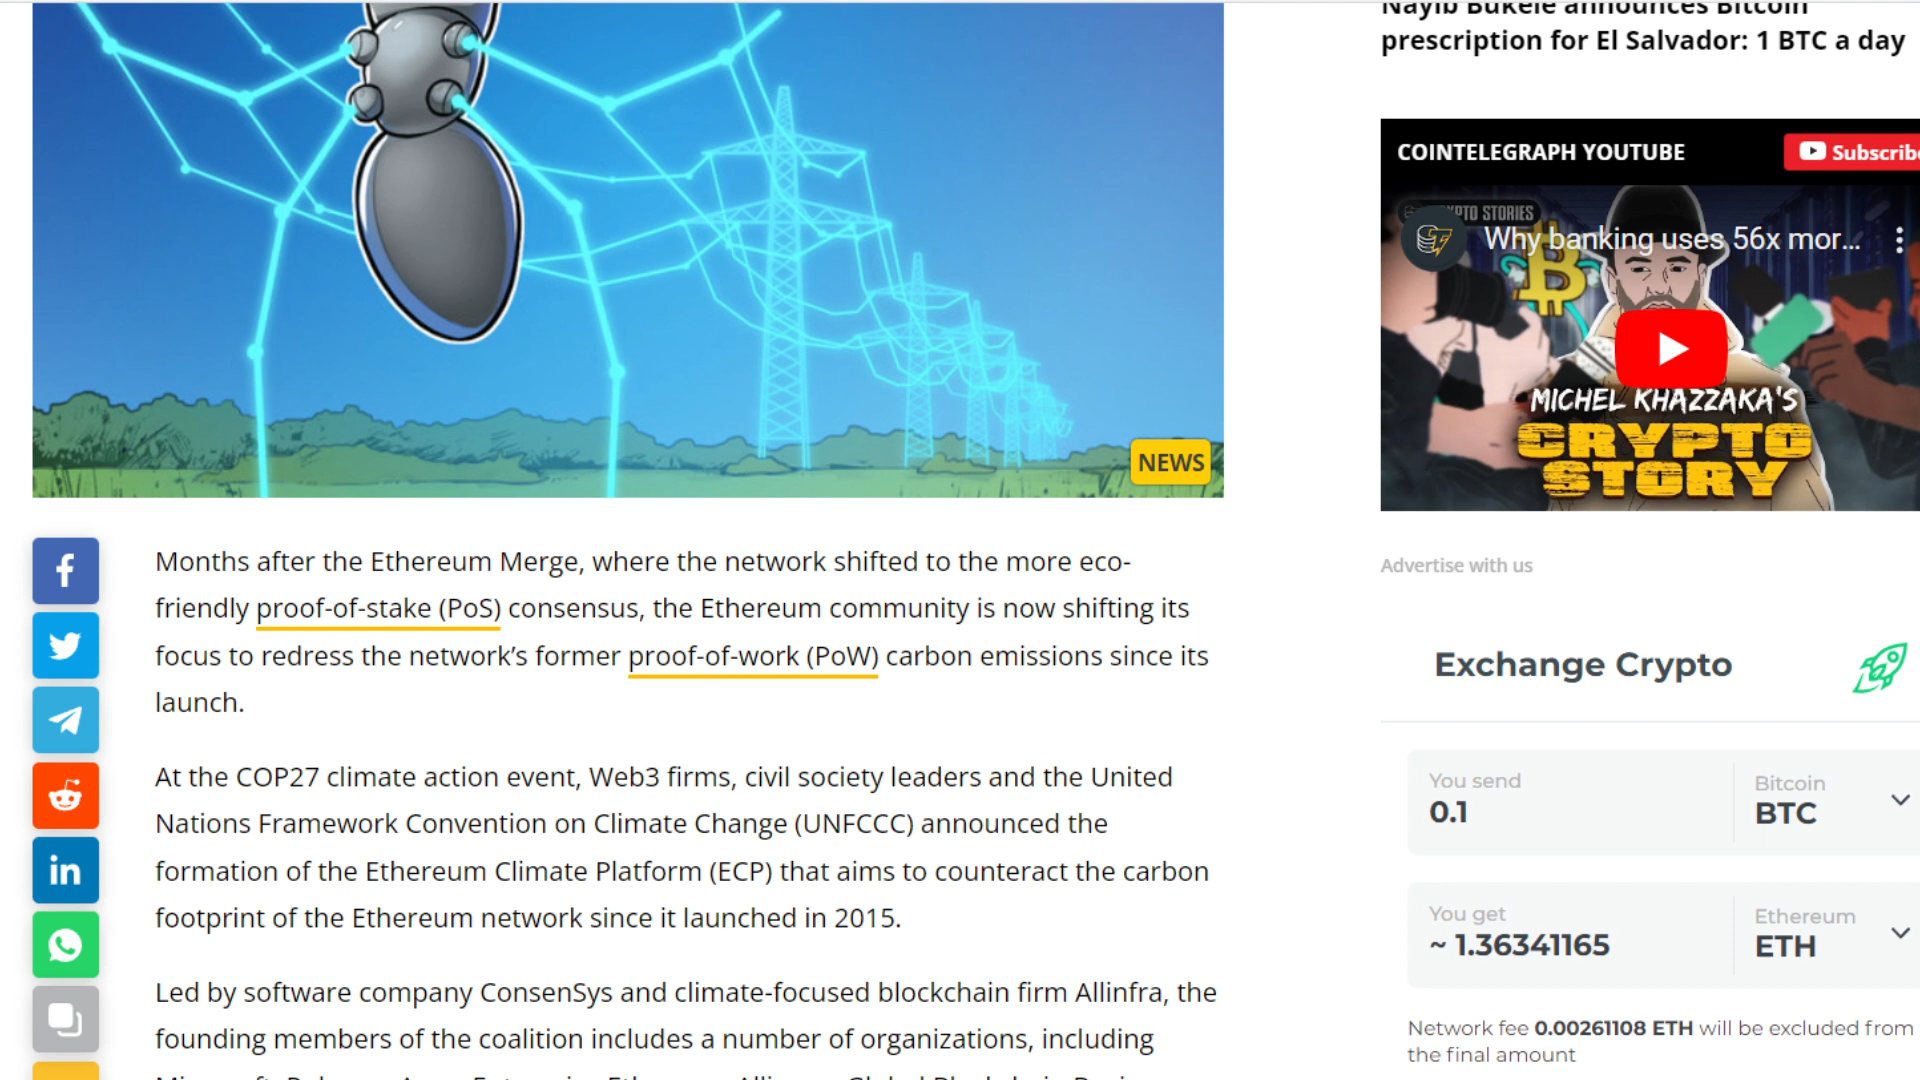 Nayib Bukele announces Bitcoin
prescription for El Salvador: 1 BTC a day
COINTELEGRAPH YOUTUBE
Subscribe
CRYPTO STORIES
Why banking uses 56x mor...
MICHEL KHAZZAKA'S
CRYPTO
STORY
NEWS
Months after the Ethereum Merge, where the network shifted to the more eco-
friendly proof-of-stake (PoS) consensus, the Ethereum community is now shifting its
focus to redress the network's former proof-of-work (PoW) carbon emissions since its
launch.
At the COP27 climate action event, Web3 firms, civil society leaders and the United
Nations Framework Convention on Climate Change (UNFCCC) announced the
formation of the Ethereum Climate Platform (ECP) that aims to counteract the carbon
footprint of the Ethereum network since it launched in 2015.
Led by software company ConsenSys and climate-focused blockchain firm Allinfra, the
founding members of the coalition includes a number of organizations, including
Advertise with us
Exchange Crypto
You send
0.1
Bitcoin
BTC
You get
~ 1.36341165
Ethereum
ETH
Network fee 0.00261108 ETH will be excluded from
the final amount